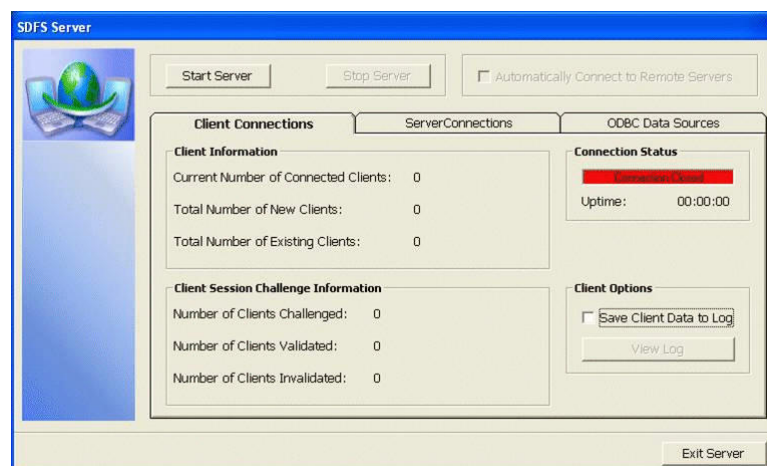 SDFS Server
Start Server
Stop Server
Automatically Connect to Remote Servers
Client Connections
ServerConnections
ODBC Data Sources
Client Information
Current Number of Connected Clients: 0
Total Number of New Clients: 0
Total Number of Existing Clients: 0
Connection Status
Connection Closed
Uptime: 00:00:00
Client Session Challenge Information
Number of Clients Challenged: 0
Number of Clients Validated: 0
Number of Clients Invalidated: 0
Client Options
Save Client Data to Log
View Log
Exit Server